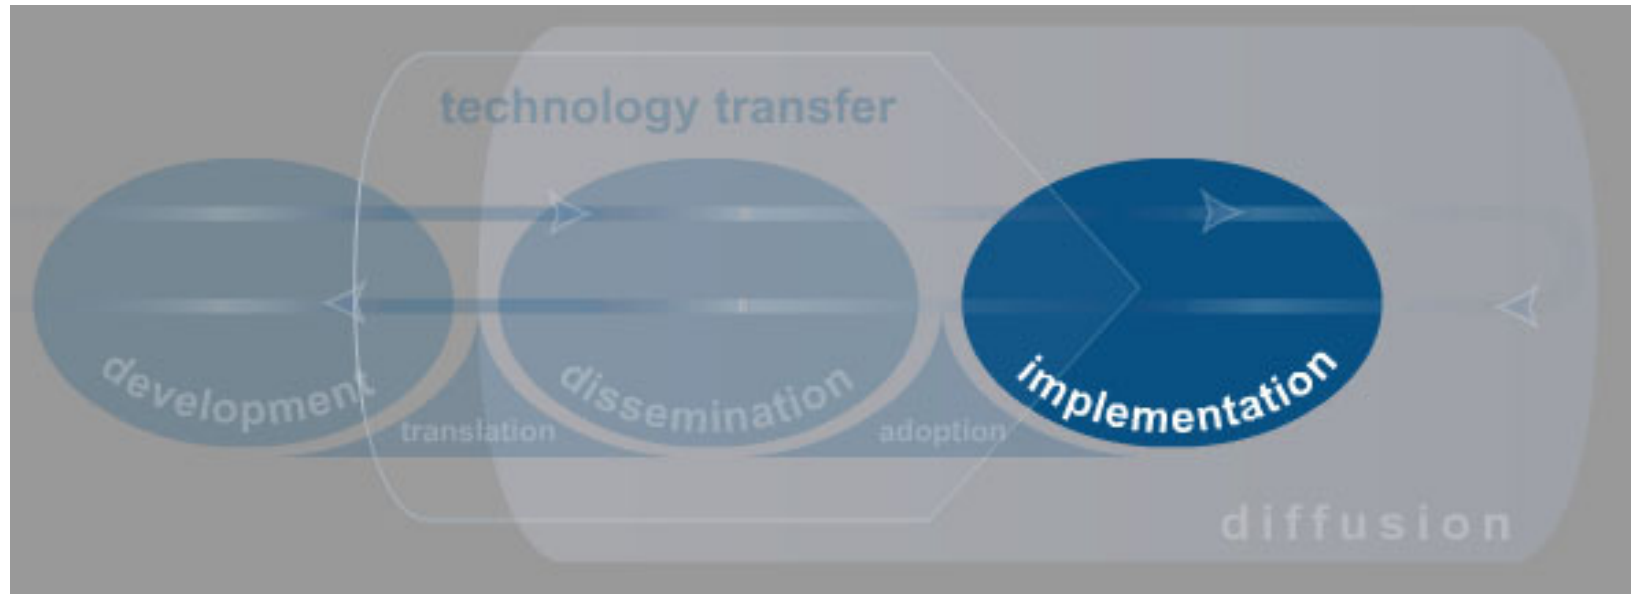 technology transfer
development
dissemination
implementation
translation
adoption
diffusion